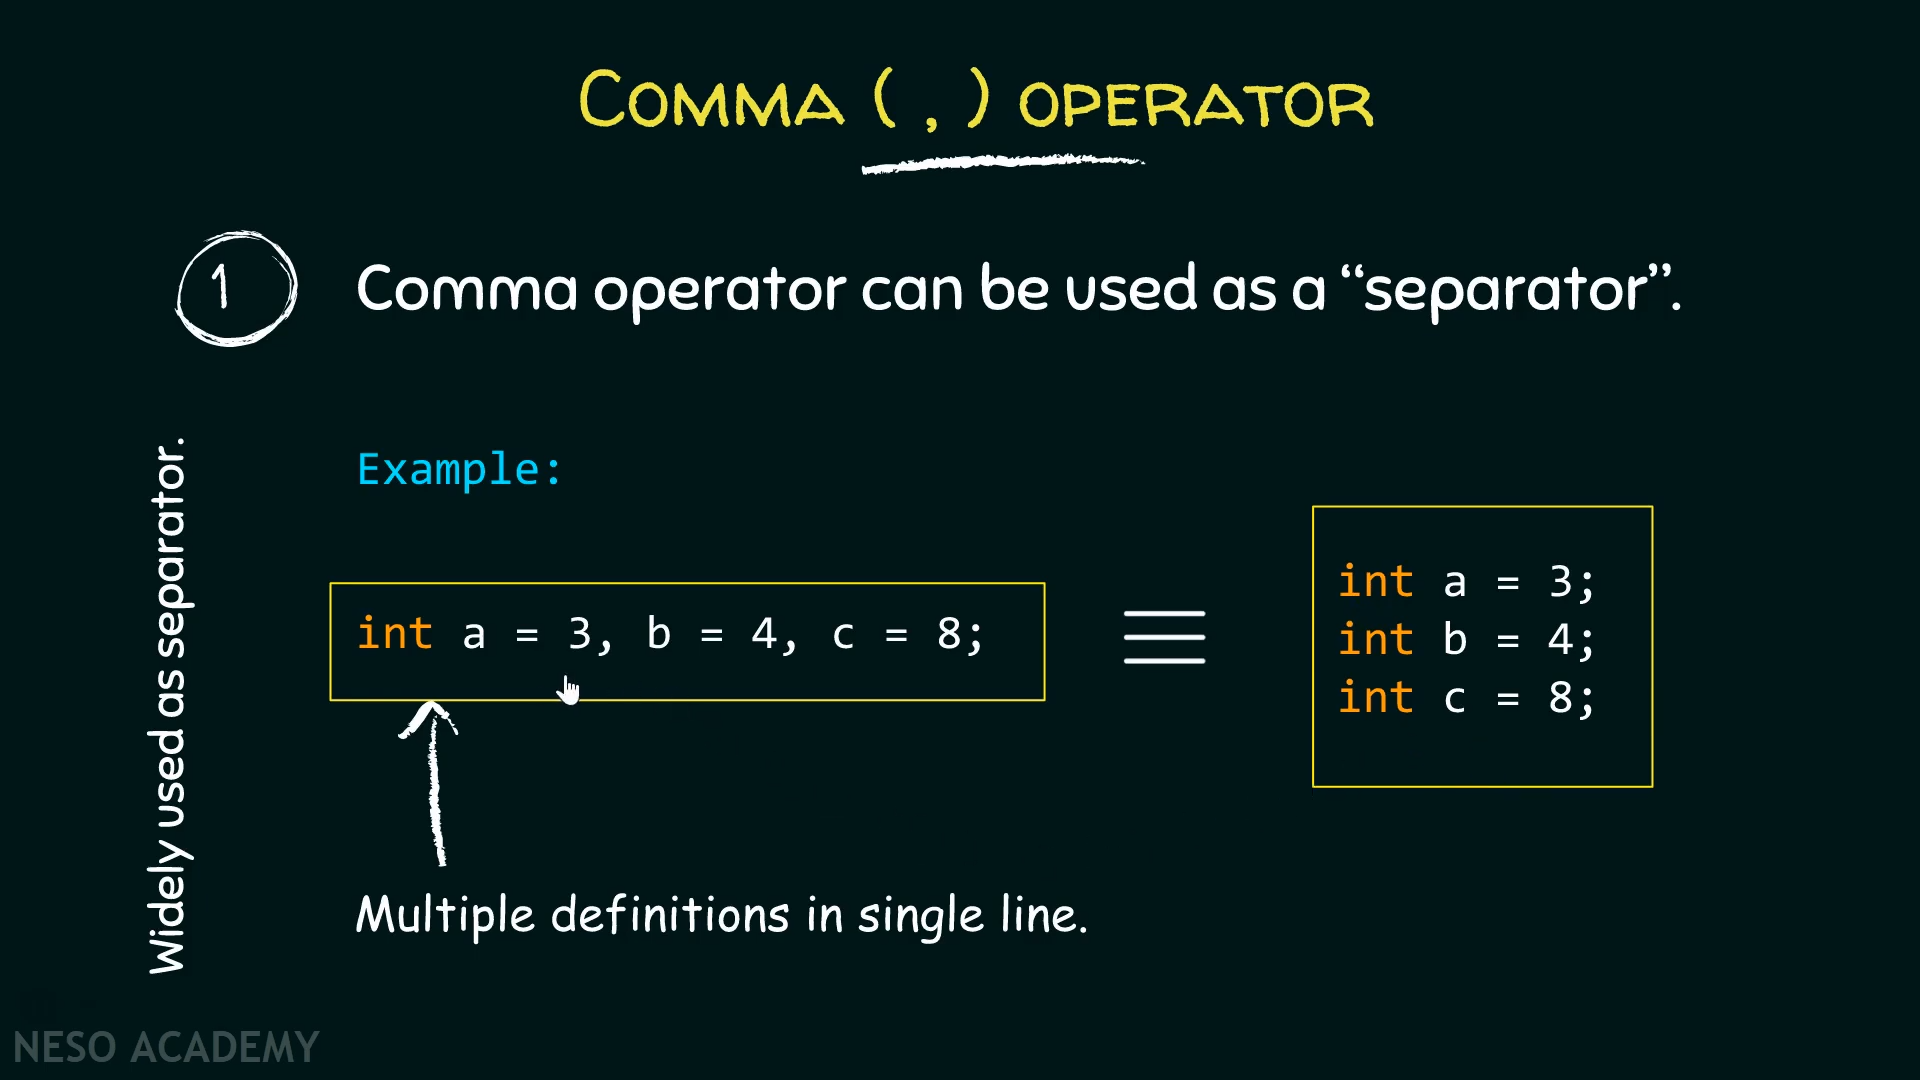 COMMA ( , ) OPERATOR
1
Comma operator can be used as a “separator”.
Widely used as separator.
Example:
int a = 3, b = 4, c = 8;
int a = 3;
int b = 4;
int c = 8;
Multiple definitions in single line.
NESO ACADEMY